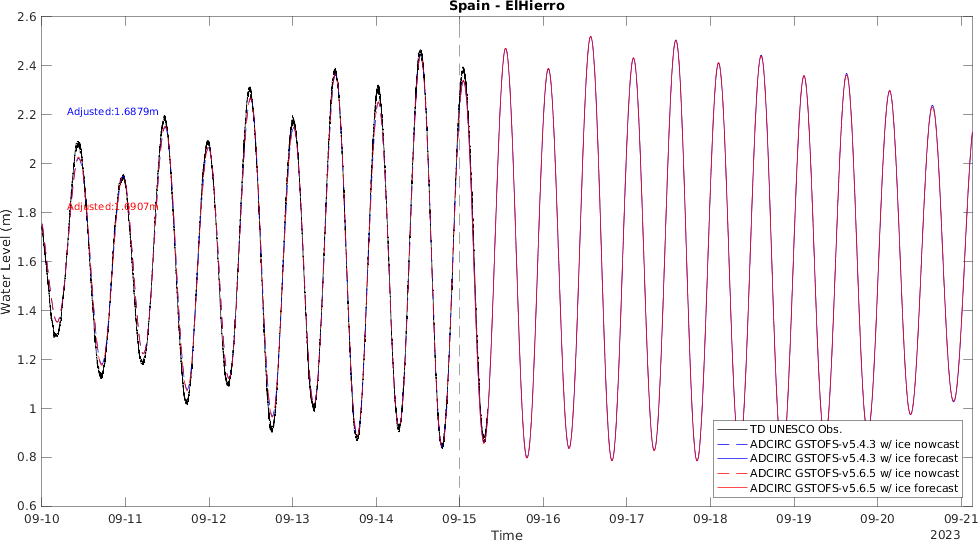 Spain - ElHierro
2.6
2.4
2.2
2
1.8
1.6
1.4
1.2
1
0.8
0.6
Water Level (m)
Adjusted:1.6879m
Adjusted:1.6907m
TD UNESCO Obs.
ADCIRC GSTOFS-v5.4.3 w/ ice nowcast
ADCIRC GSTOFS-v5.4.3 w/ ice forecast
ADCIRC GSTOFS-v5.6.5 w/ ice nowcast
ADCIRC GSTOFS-v5.6.5 w/ ice forecast
09-10 09-11 09-12 09-13 09-14 09-15 09-16 09-17 09-18 09-19 09-20 09-21
2023
Time